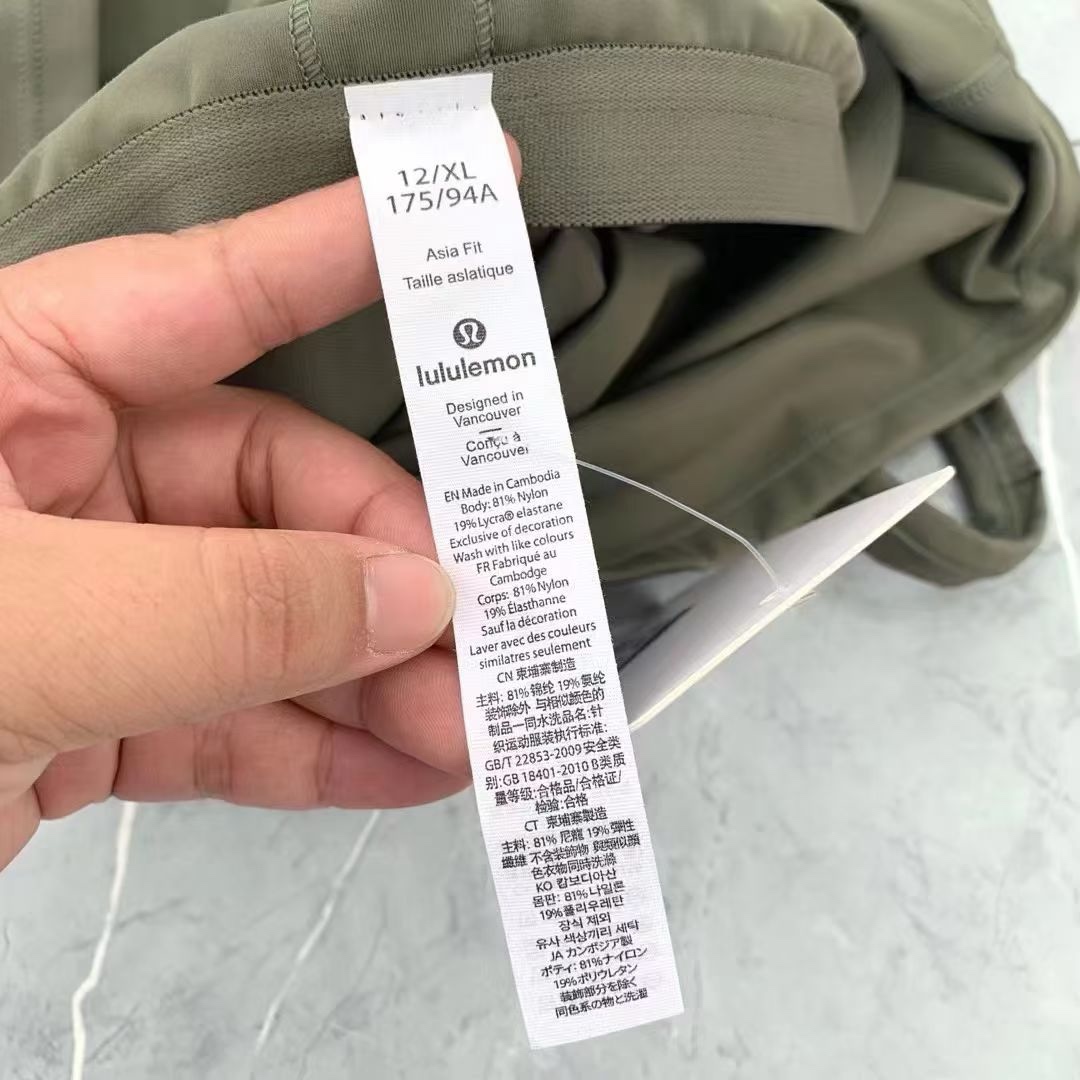 12/XL
175/94A
Asia Fit
Taille aslatique
lululemon
Designed in
Vancouver
Conçu à
Vancouver
EN Made in Cambodia
Body: 81% Nylon
19% Lycra® elastane
Exclusive of decoration
Wash with like colours
FR Fabriqué au
Cambodge
Corps: 81% Nylon
19% Élasthanne
Sauf la décoration
Laver avec des couleurs
similatres seulement
CN 柬埔寨制造
主料: 81% 锦纶 19% 氨纶
装饰除外 与相似颜色的
制品一同水洗品名:针
织运动服装执行标准:
GB/T 22853-2009 安全类
别:GB 18401-2010 B类质
量等级:合格品/合格证/
检验:合格
CT 柬埔寨製造
主料: 81% 尼龍 19% 彈性
纖維 不含装飾物 與類似顏
色衣物同時洗滌
KO 캄보디아산
몸판: 81% 나일론
19% 폴리우레탄
장식 제외
유사 색상끼리 세탁
JA カンボジア製
ボディ: 81% ナイロン
19% ポリウレタン
装飾部分を除く
同色系の物と洗濯